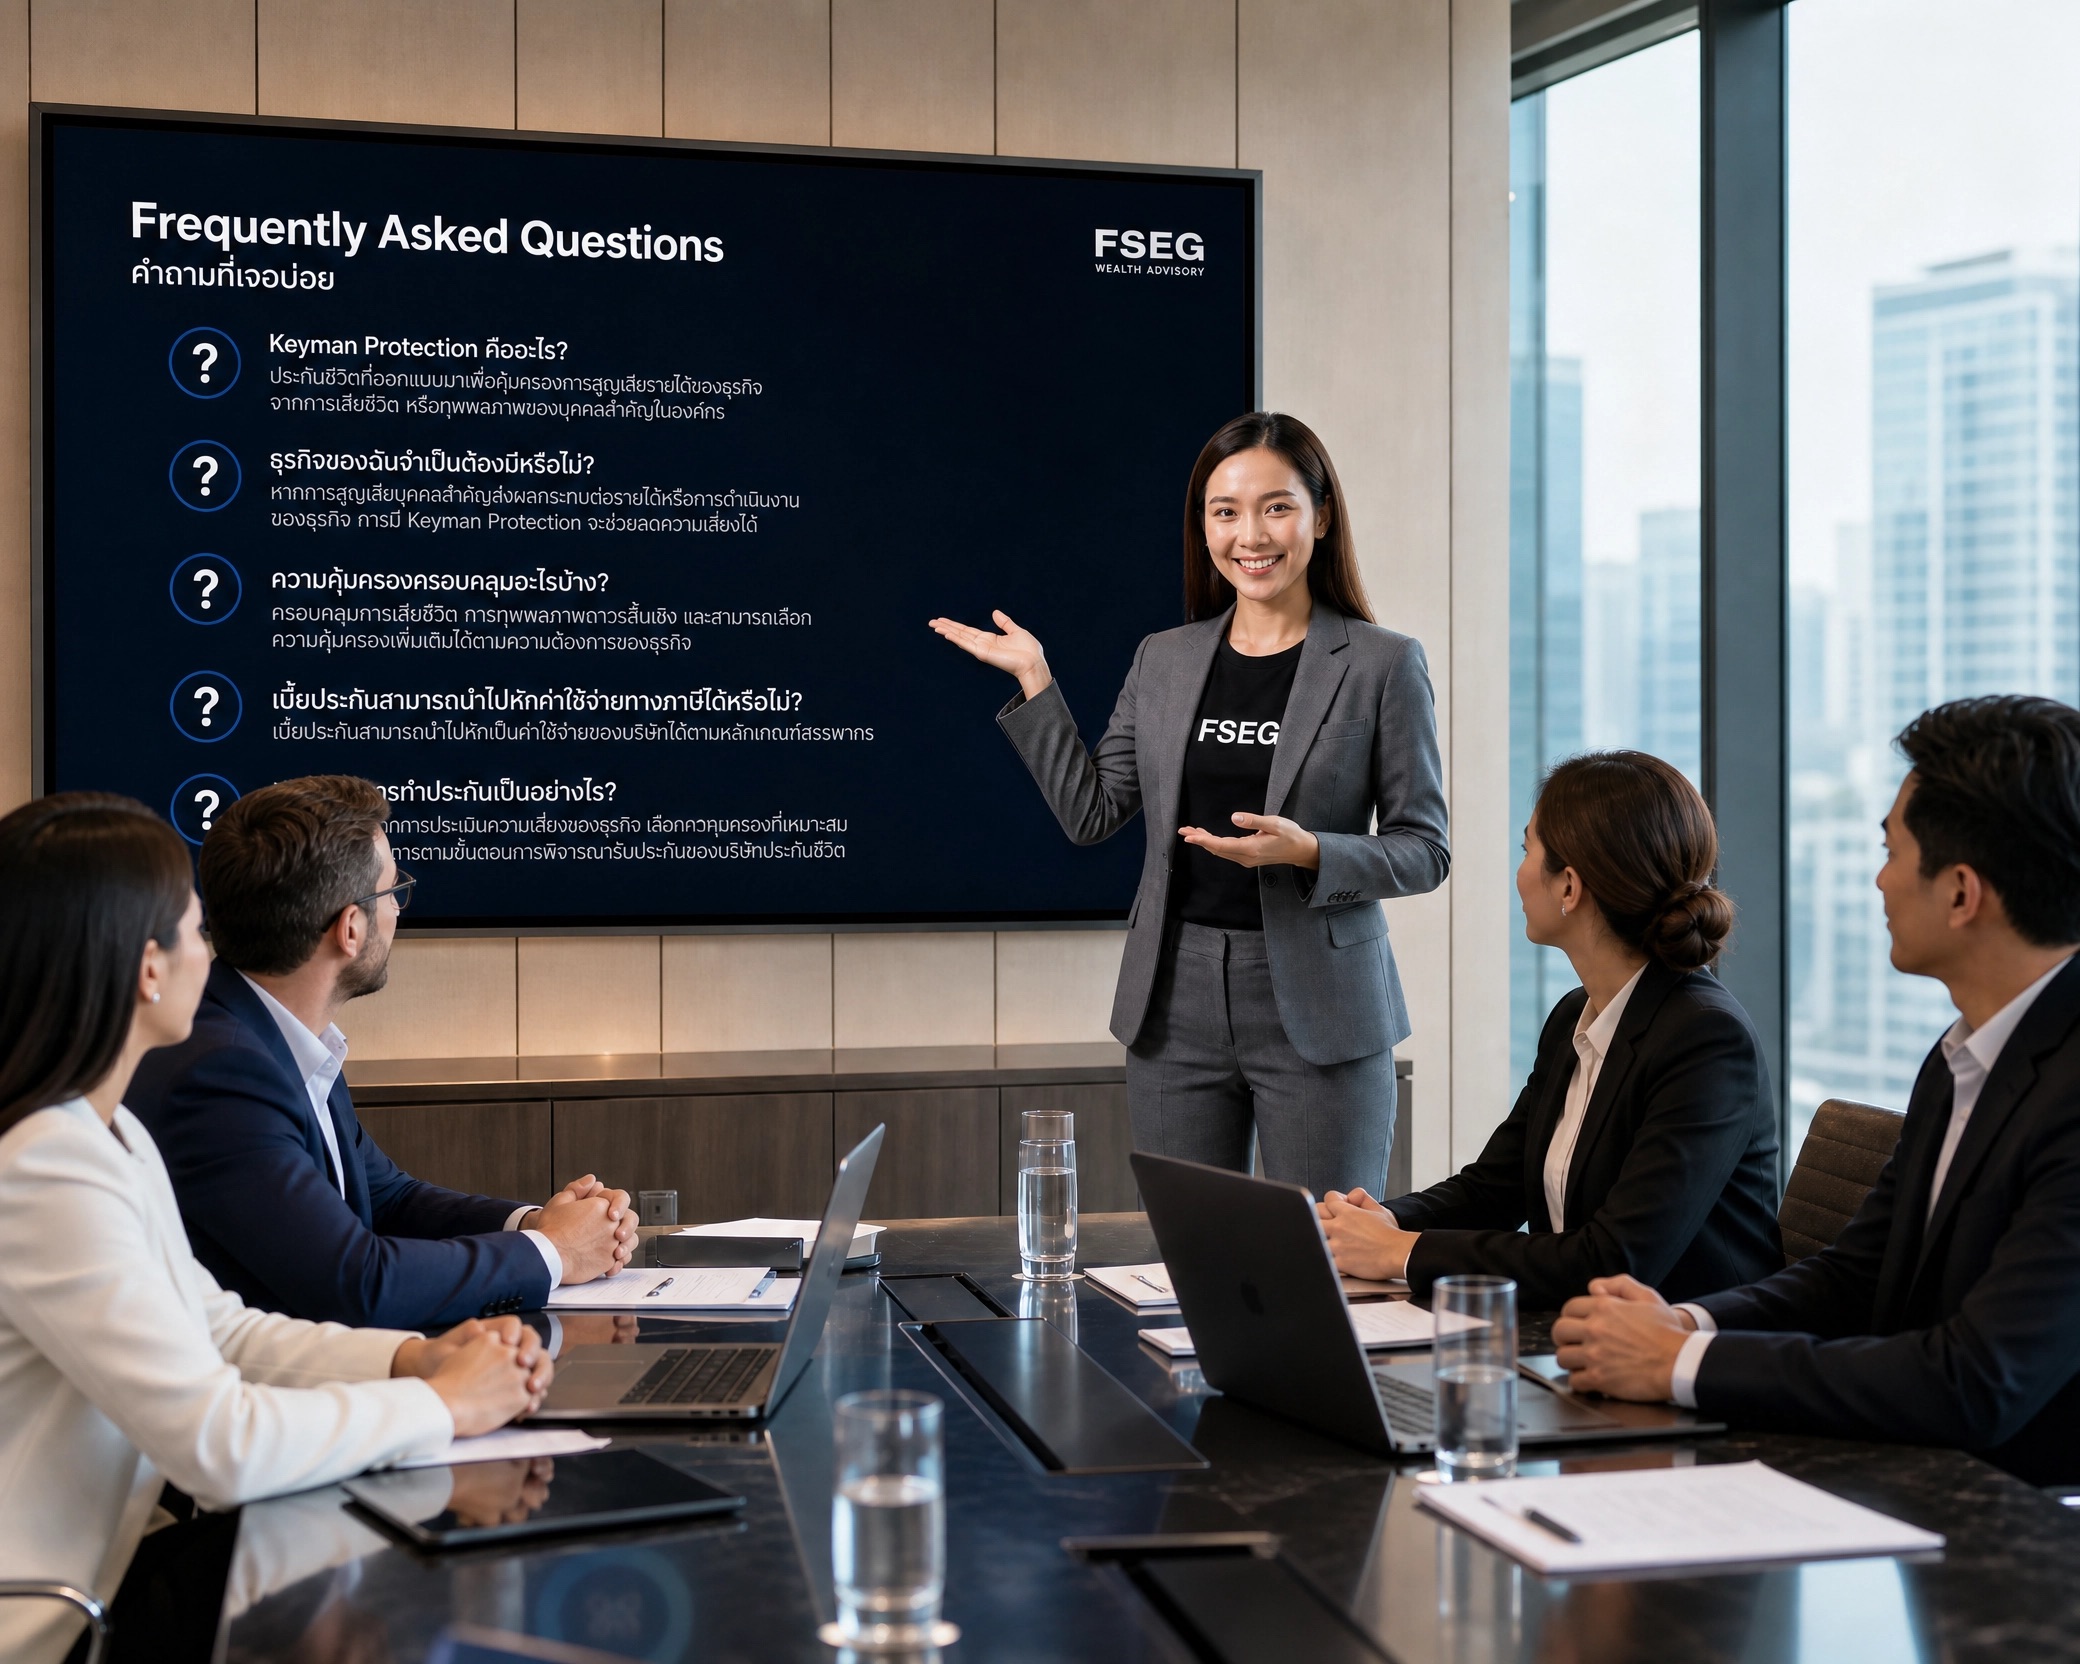 Frequently Asked Questions
คำถามที่เจอบ่อย
FSEG
WEALTH ADVISORY
?
Keyman Protection คืออะไร?
ประกันชีวิตที่ออกแบบมาเพื่อคุ้มครองการสูญเสียรายได้ของธุรกิจ
จากการเสียชีวิต หรือทุพพลภาพของบุคคลสำคัญในองค์กร
?
ธุรกิจของฉันจำเป็นต้องมีหรือไม่?
หากการสูญเสียบุคคลสำคัญส่งผลกระทบต่อรายได้หรือการดำเนินงาน
ของธุรกิจ การมี Keyman Protection จะช่วยลดความเสี่ยงได้
?
ความคุ้มครองครอบคลุมอะไรบ้าง?
ครอบคลุมการเสียชีวิต การทุพพลภาพถาวรสิ้นเชิง และสามารถเลือก
ความคุ้มครองเพิ่มเติมได้ตามความต้องการของธุรกิจ
?
เบี้ยประกันสามารถนำไปหักค่าใช้จ่ายทางภาษีได้หรือไม่?
เบี้ยประกันสามารถนำไปหักเป็นค่าใช้จ่ายของบริษัทได้ตามหลักเกณฑ์สรรพากร
?
รทำประกันเป็นอย่างไร?
การประเมินความเสี่ยงของธุรกิจ เลือกความคุ้มครองที่เหมาะสม
การตามขั้นตอนการพิจารณารับประกันของบริษัทประกันชีวิต
FSEG